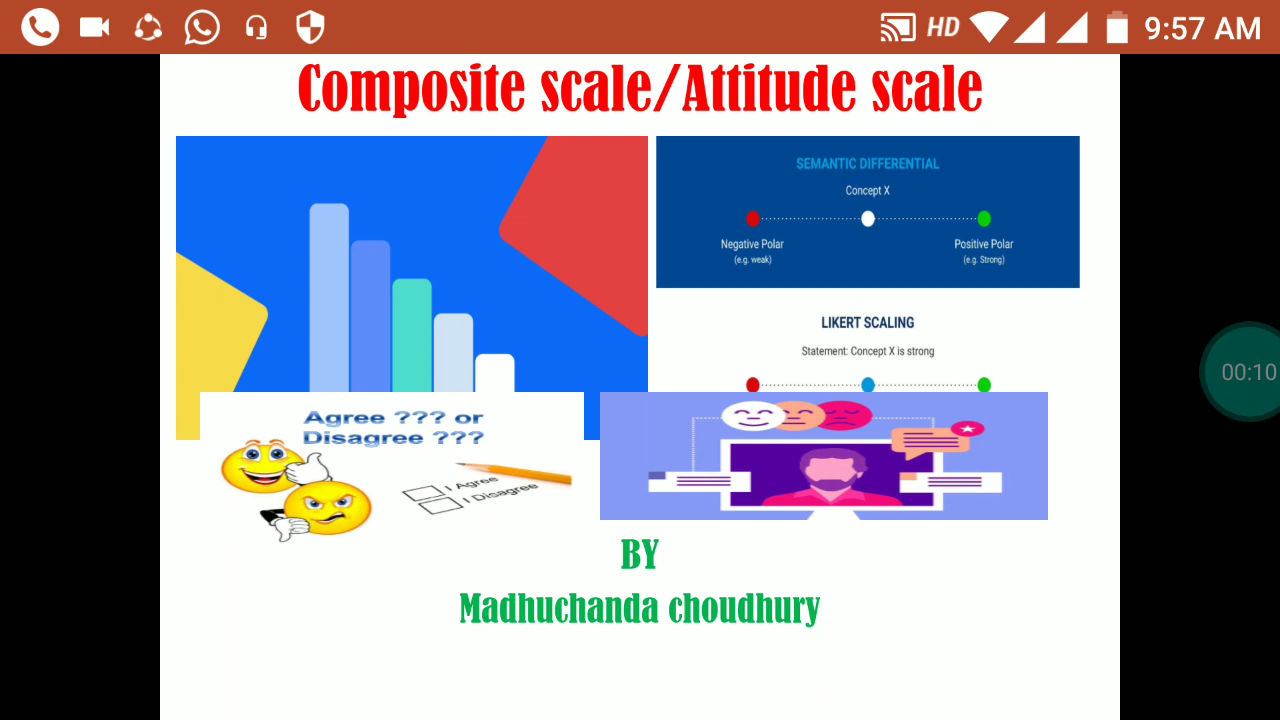 HD 9:57 AM
Composite scale/Attitude scale
SEMANTIC DIFFERENTIAL
Concept X
Negative Polar
(e.g. weak)
Positive Polar
(e.g. Strong)
LIKERT SCALING
Statement: Concept X is strong
00:10
Agree ??? or
Disagree ???
I Agree
I Disagree
BY
Madhuchanda choudhury